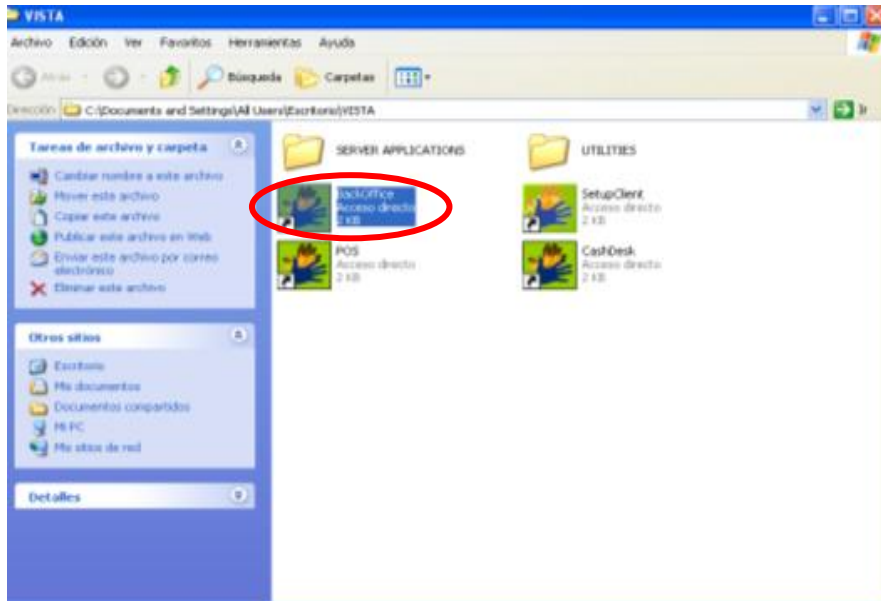 VISTA
Archivo Edición Ver Favoritos Herramientas Ayuda
Atrás Búsqueda Carpetas
Dirección C:\Documents and Settings\All Users\Escritorio\VISTA Ir
Tareas de archivo y carpeta
Cambiar nombre a este archivo
Mover este archivo
Copiar este archivo
Publicar este archivo en Web
Enviar este archivo por correo
electrónico
Eliminar este archivo
Otros sitios
Escritorio
Mis documentos
Documentos compartidos
Mi PC
Mis sitios de red
Detalles
SERVER APPLICATIONS
UTILITIES
BackOffice
Acceso directo
2 KB
SetupClient
Acceso directo
2 KB
POS
Acceso directo
2 KB
CashDesk
Acceso directo
2 KB